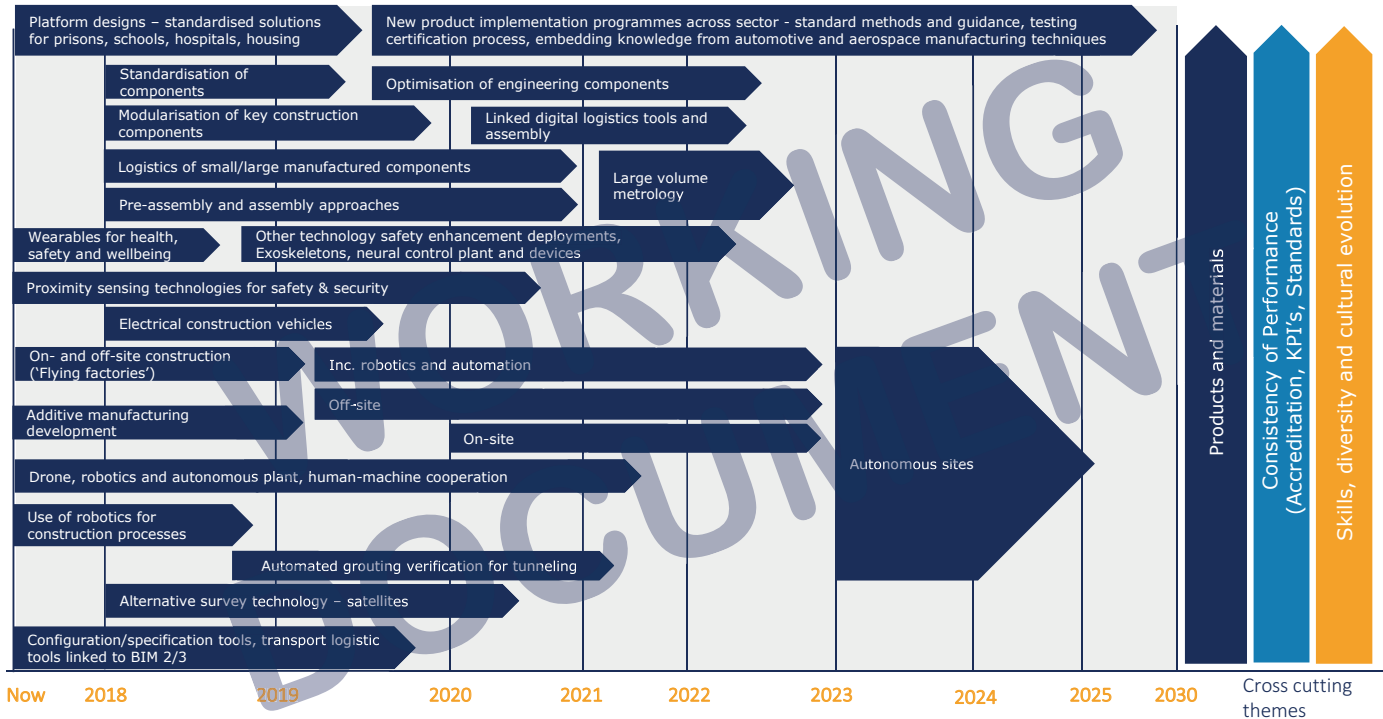 Platform designs – standardised solutions
for prisons, schools, hospitals, housing
New product implementation programmes across sector - standard methods and guidance, testing
certification process, embedding knowledge from automotive and aerospace manufacturing techniques
Standardisation of
components
Optimisation of engineering components
Modularisation of key construction
components
Linked digital logistics tools and
assembly
Logistics of small/large manufactured components
Large volume
metrology
Pre-assembly and assembly approaches
Wearables for health,
safety and wellbeing
Other technology safety enhancement deployments,
Exoskeletons, neural control plant and devices
Proximity sensing technologies for safety & security
Electrical construction vehicles
On- and off-site construction
(‘Flying factories’)
Inc. robotics and automation
Off-site
Additive manufacturing
development
On-site
Autonomous sites
Drone, robotics and autonomous plant, human-machine cooperation
Use of robotics for
construction processes
Automated grouting verification for tunneling
Alternative survey technology – satellites
Configuration/specification tools, transport logistic
tools linked to BIM 2/3
Products and materials
Consistency of Performance
(Accreditation, KPI’s, Standards)
Skills, diversity and cultural evolution
WORKING
DOCUMENT
Now 2018 2019 2020 2021 2022 2023 2024 2025 2030
Cross cutting
themes